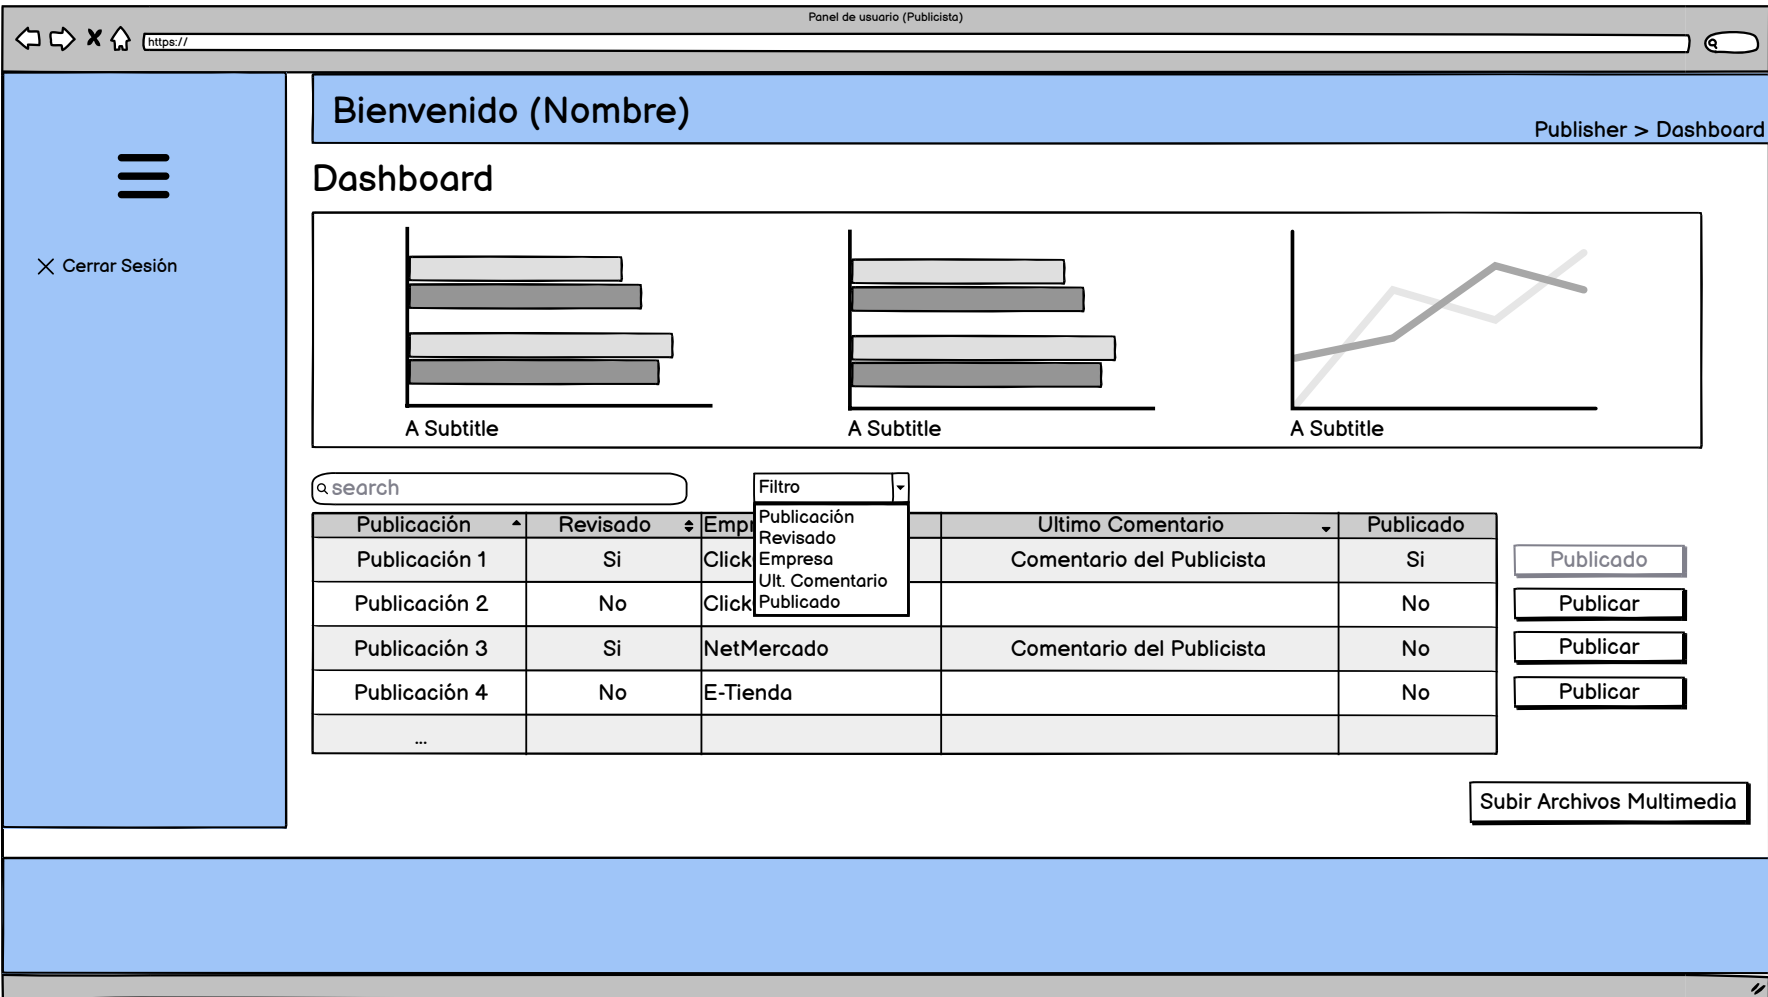 Panel de usuario (Publicista)
https://
Bienvenido (Nombre)
Publisher > Dashboard
Dashboard
Cerrar Sesión
A Subtitle
A Subtitle
A Subtitle
search
Filtro
Publicación
Revisado
Empresa
Ult. Comentario
Publicado
Publicación Revisado Emp Ultimo Comentario Publicado
Publicación 1 Si Click Comentario del Publicista Si Publicado
Publicación 2 No Click No Publicar
Publicación 3 Si NetMercado Comentario del Publicista No Publicar
Publicación 4 No E-Tienda No Publicar
...
Subir Archivos Multimedia